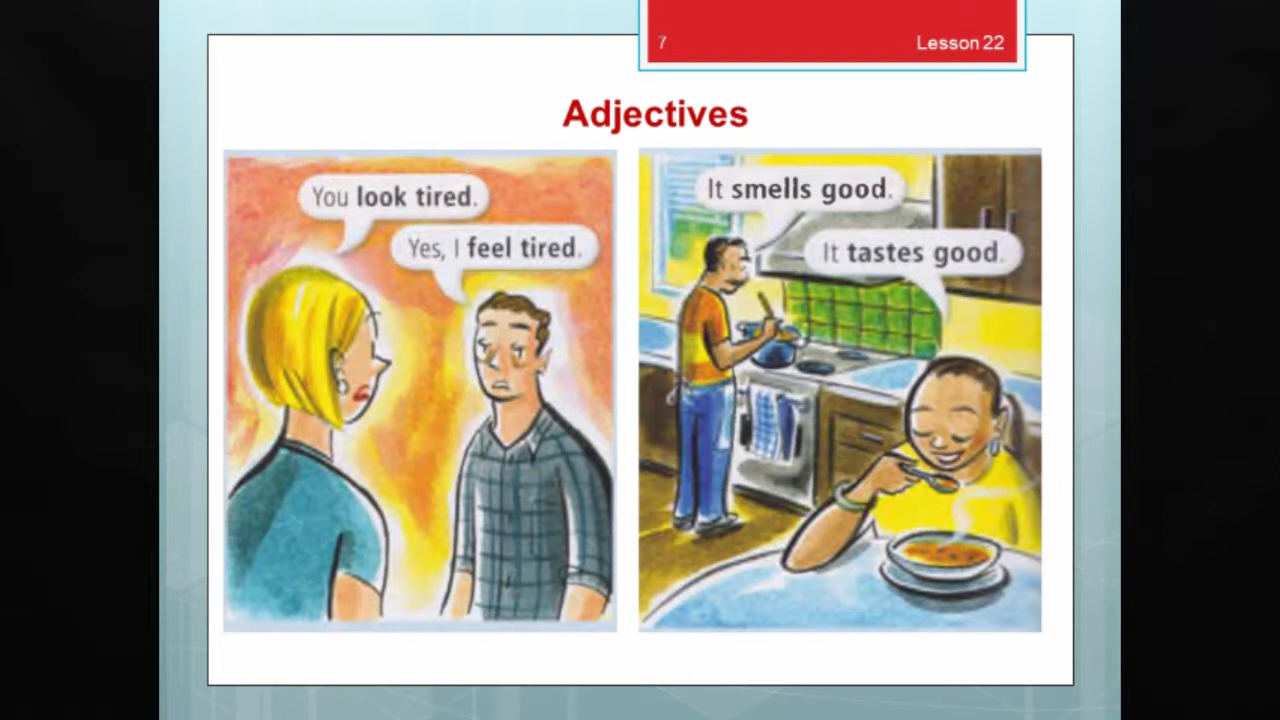 7
Lesson 22
Adjectives
You look tired.
Yes, I feel tired.
It smells good.
It tastes good.